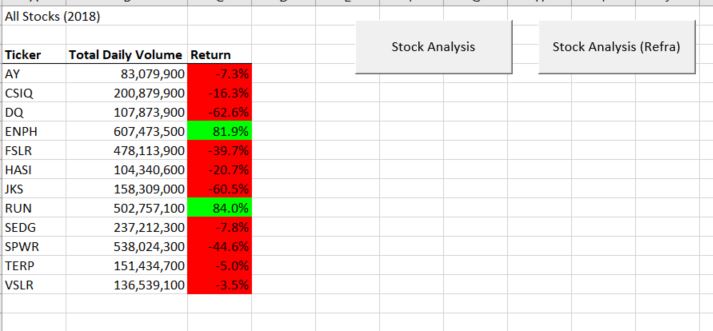 All Stocks (2018)
Stock Analysis
Stock Analysis (Refra)
Ticker Total Daily Volume Return
AY 83,079,900 -7.3%
CSIQ 200,879,900 -16.3%
DQ 107,873,900 -62.6%
ENPH 607,473,500 81.9%
FSLR 478,113,900 -39.7%
HASI 104,340,600 -20.7%
JKS 158,309,000 -60.5%
RUN 502,757,100 84.0%
SEDG 237,212,300 -7.8%
SPWR 538,024,300 -44.6%
TERP 151,434,700 -5.0%
VSLR 136,539,100 -3.5%